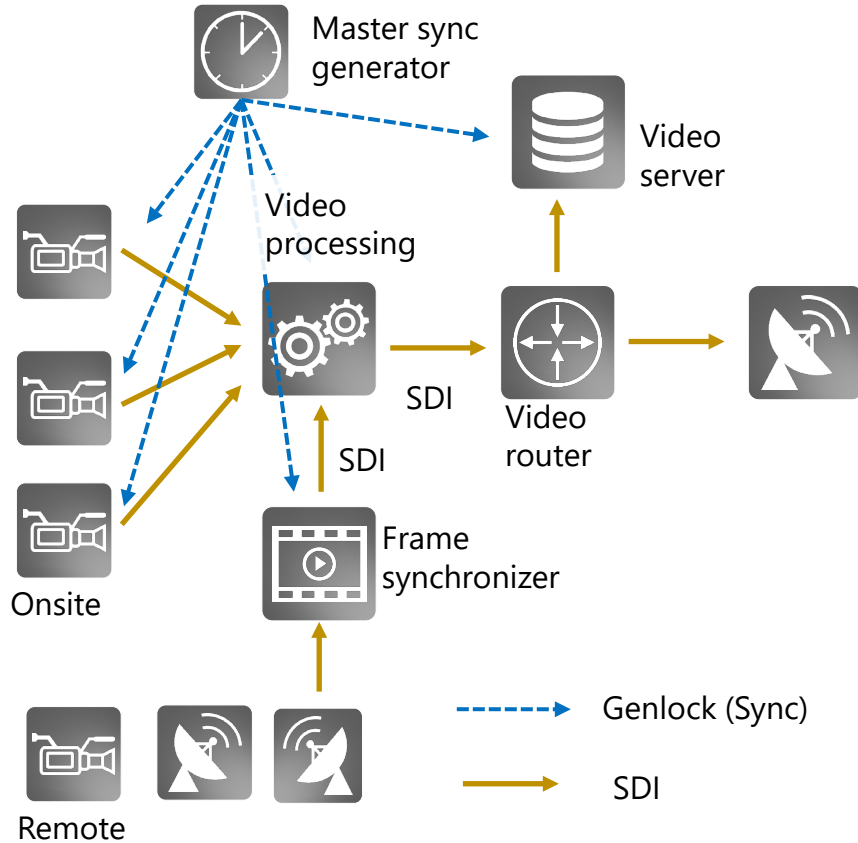 Master sync
generator
Video
server
Video
processing
SDI
Video
router
SDI
Frame
synchronizer
Onsite
Genlock (Sync)
SDI
Remote